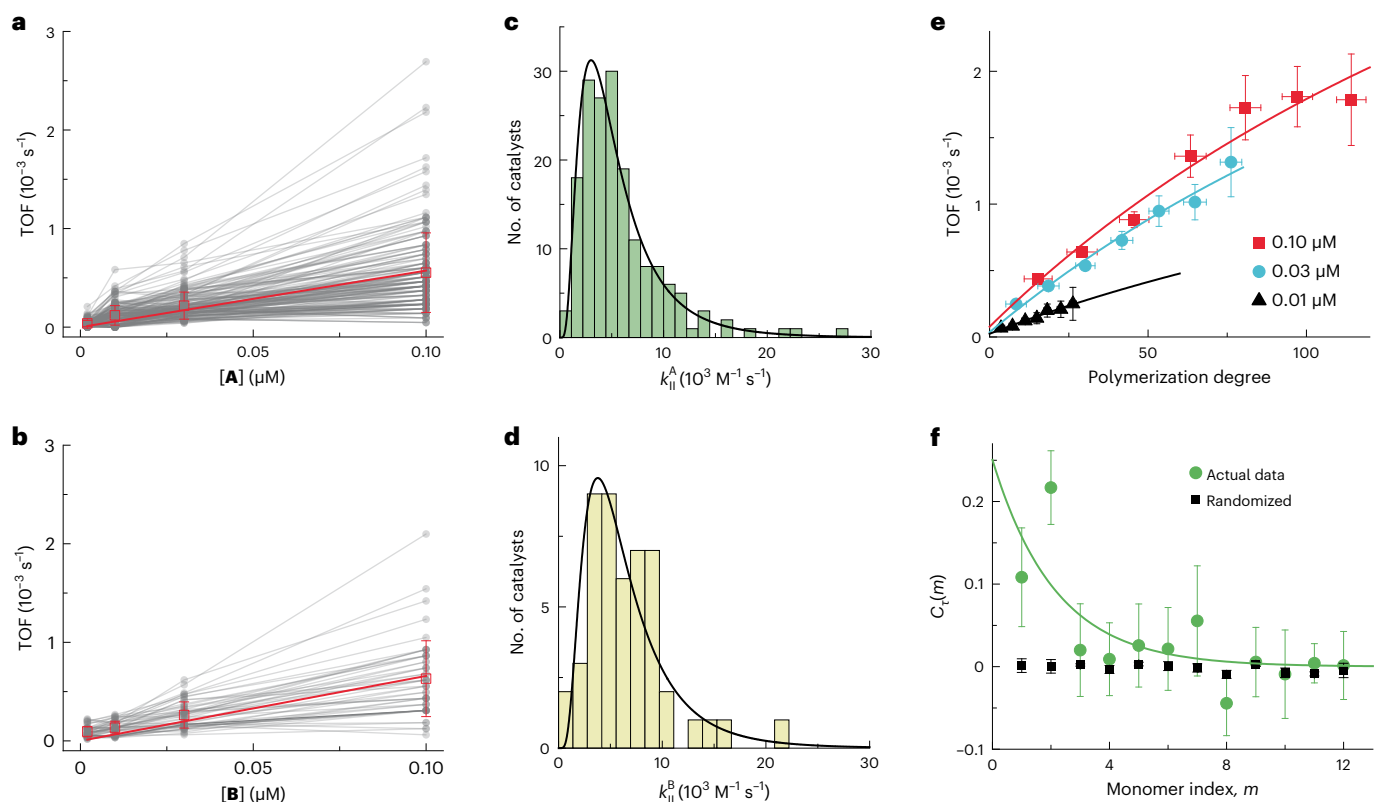 a
TOF (10⁻³ s⁻¹)
3
2
1
0
0
0.05
0.10
[A] (µM)
b
TOF (10⁻³ s⁻¹)
3
2
1
0
0
0.05
0.10
[B] (µM)
c
No. of catalysts
30
20
10
0
0
10
20
30
k_II^A (10³ M⁻¹ s⁻¹)
d
No. of catalysts
10
5
0
0
10
20
30
k_II^B (10³ M⁻¹ s⁻¹)
e
TOF (10⁻³ s⁻¹)
2
1
0
0.10 µM
0.03 µM
0.01 µM
0
50
100
Polymerization degree
f
C_τ(m)
0.2
0.1
0
−0.1
Actual data
Randomized
0
4
8
12
Monomer index, m